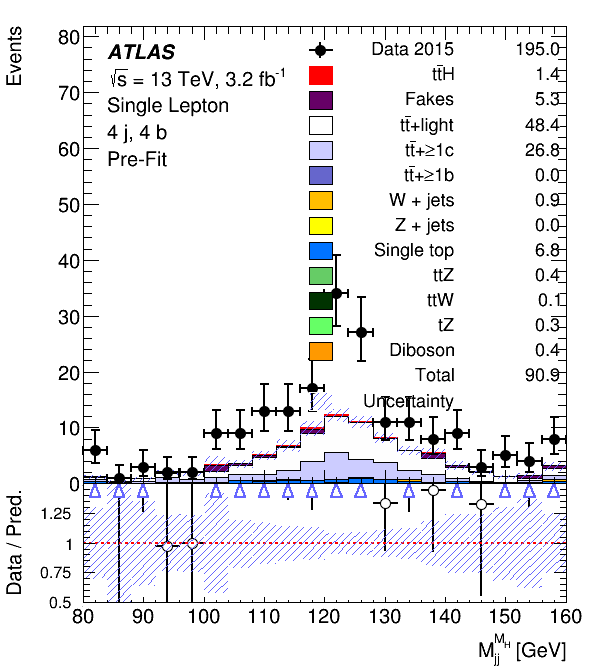 Events
80
70
60
50
40
30
20
10
0
ATLAS
√s = 13 TeV, 3.2 fb⁻¹
Single Lepton
4 j, 4 b
Pre-Fit
Data 2015 195.0
tt̄H 1.4
Fakes 5.3
tt̄+light 48.4
tt̄+≥1c 26.8
tt̄+≥1b 0.0
W + jets 0.9
Z + jets 0.0
Single top 6.8
ttZ 0.4
ttW 0.1
tZ 0.3
Diboson 0.4
Total 90.9
Uncertainty
Data / Pred.
1.25
1
0.75
0.5
80 90 100 110 120 130 140 150 160
M_jj^{M_H} [GeV]